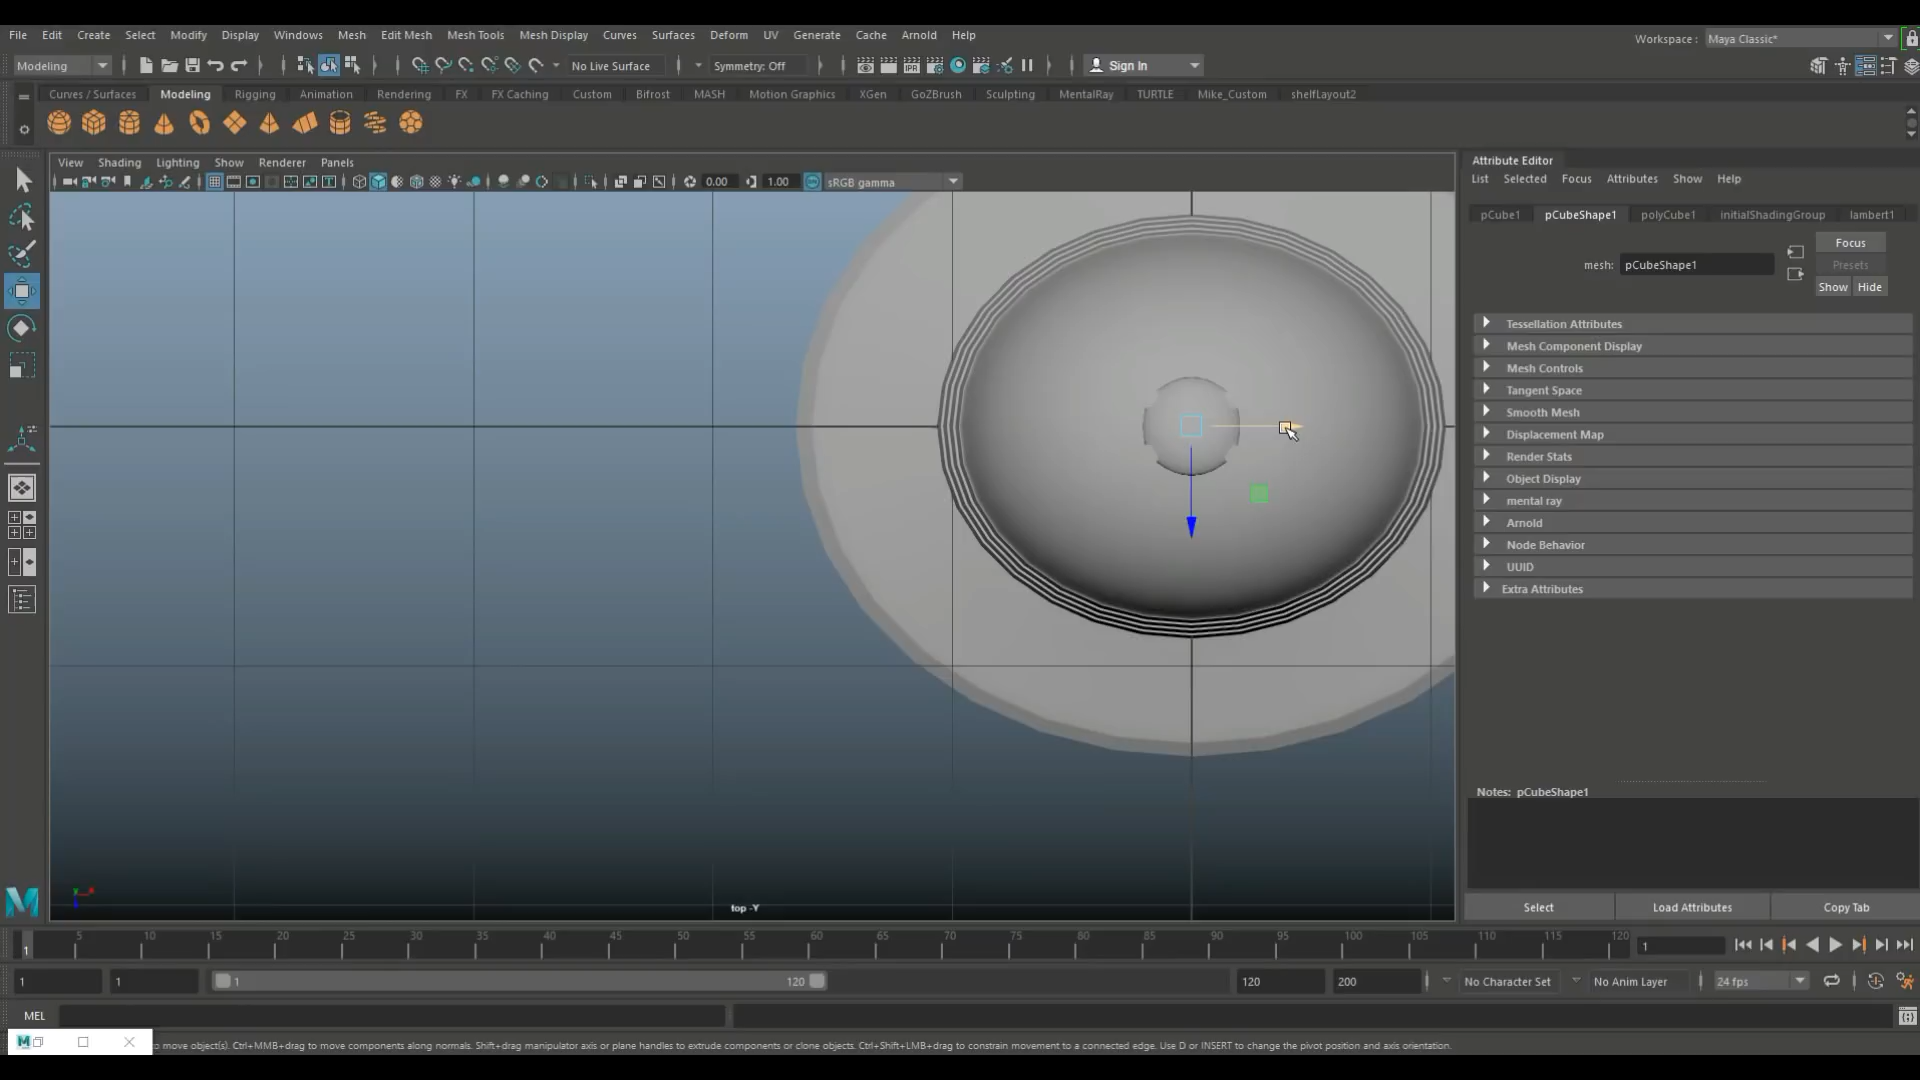 File Edit Create Select Modify Display Windows Mesh Edit Mesh Mesh Tools Mesh Display Curves Surfaces Deform UV Generate Cache Arnold Help
Workspace : Maya Classic*
Modeling No Live Surface Symmetry: Off Sign In
Curves / Surfaces Modeling Rigging Animation Rendering FX FX Caching Custom Bifrost MASH Motion Graphics XGen GoZBrush Sculpting MentalRay TURTLE Mike_Custom shelfLayout2
View Shading Lighting Show Renderer Panels
0.00 1.00 sRGB gamma
Attribute Editor
List Selected Focus Attributes Show Help
pCube1 pCubeShape1 polyCube1 initialShadingGroup lambert1
Focus
mesh: pCubeShape1
Presets
Show Hide
Tessellation Attributes
Mesh Component Display
Mesh Controls
Tangent Space
Smooth Mesh
Displacement Map
Render Stats
Object Display
mental ray
Arnold
Node Behavior
UUID
Extra Attributes
Notes: pCubeShape1
Select Load Attributes Copy Tab
top -Y
1 5 10 15 20 25 30 35 40 45 50 55 60 65 70 75 80 85 90 95 100 105 110 115 120 1
1 1 1 120 120 200 No Character Set No Anim Layer 24 fps
MEL
to move object(s). Ctrl+MMB+drag to move components along normals. Shift+drag manipulator axis or plane handles to extrude components or clone objects. Ctrl+Shift+LMB+drag to constrain movement to a connected edge. Use D or INSERT to change the pivot position and axis orientation.